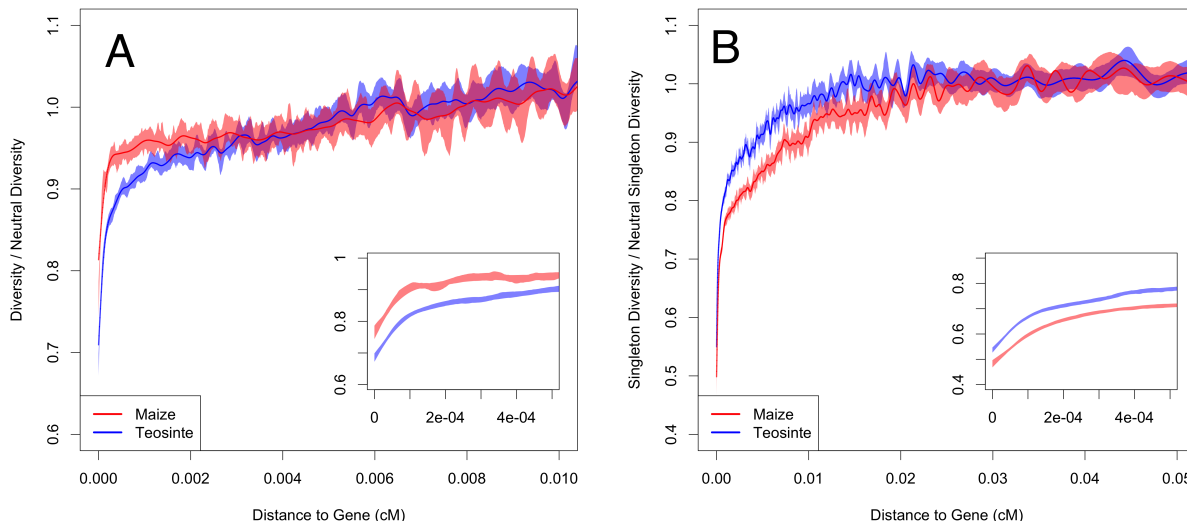 A
Diversity / Neutral Diversity
1.1
1.0
0.9
0.8
0.7
0.6
1
0.8
0.6
0
2e-04
4e-04
Maize
Teosinte
0.000
0.002
0.004
0.006
0.008
0.010
Distance to Gene (cM)
B
Singleton Diversity / Neutral Singleton Diversity
1.1
1.0
0.9
0.8
0.7
0.6
0.5
0.4
0.8
0.6
0.4
0
2e-04
4e-04
Maize
Teosinte
0.00
0.01
0.02
0.03
0.04
Distance to Gene (cM)